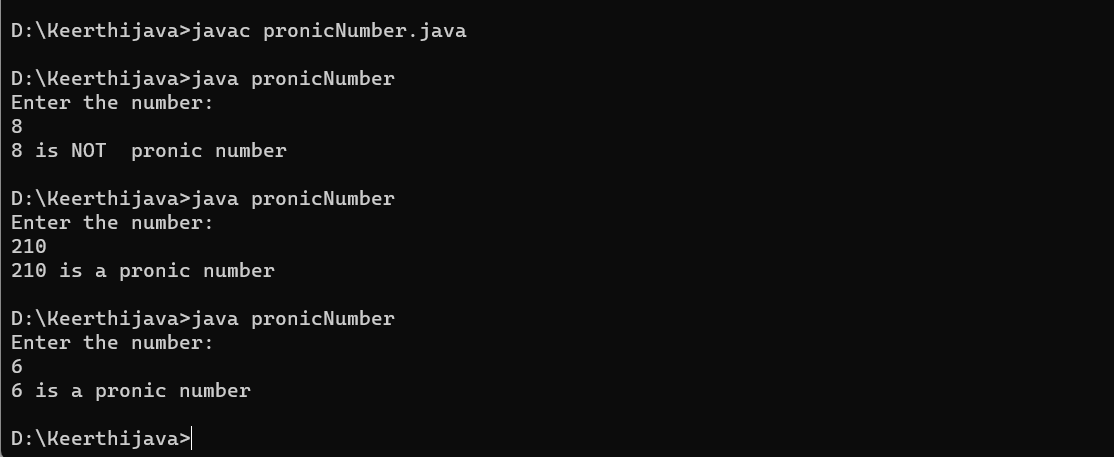 D:\Keerthijava>javac pronicNumber.java
D:\Keerthijava>java pronicNumber
Enter the number:
8
8 is NOT  pronic number
D:\Keerthijava>java pronicNumber
Enter the number:
210
210 is a pronic number
D:\Keerthijava>java pronicNumber
Enter the number:
6
6 is a pronic number
D:\Keerthijava>